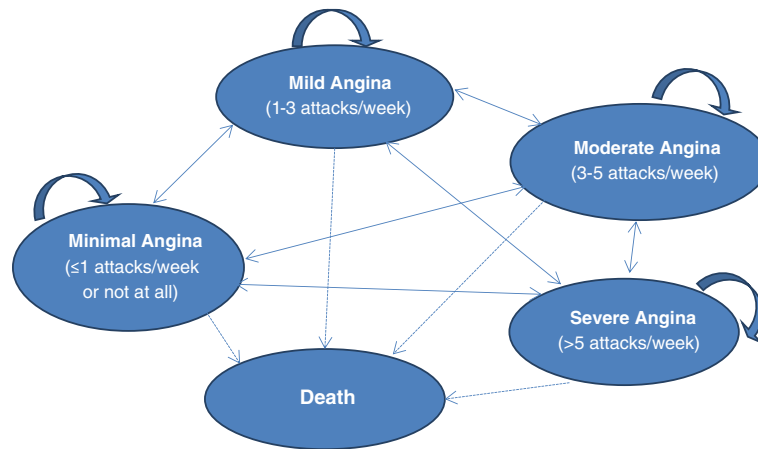 Mild Angina
(1-3 attacks/week)
Moderate Angina
(3-5 attacks/week)
Minimal Angina
(≤1 attacks/week
or not at all)
Severe Angina
(>5 attacks/week)
Death